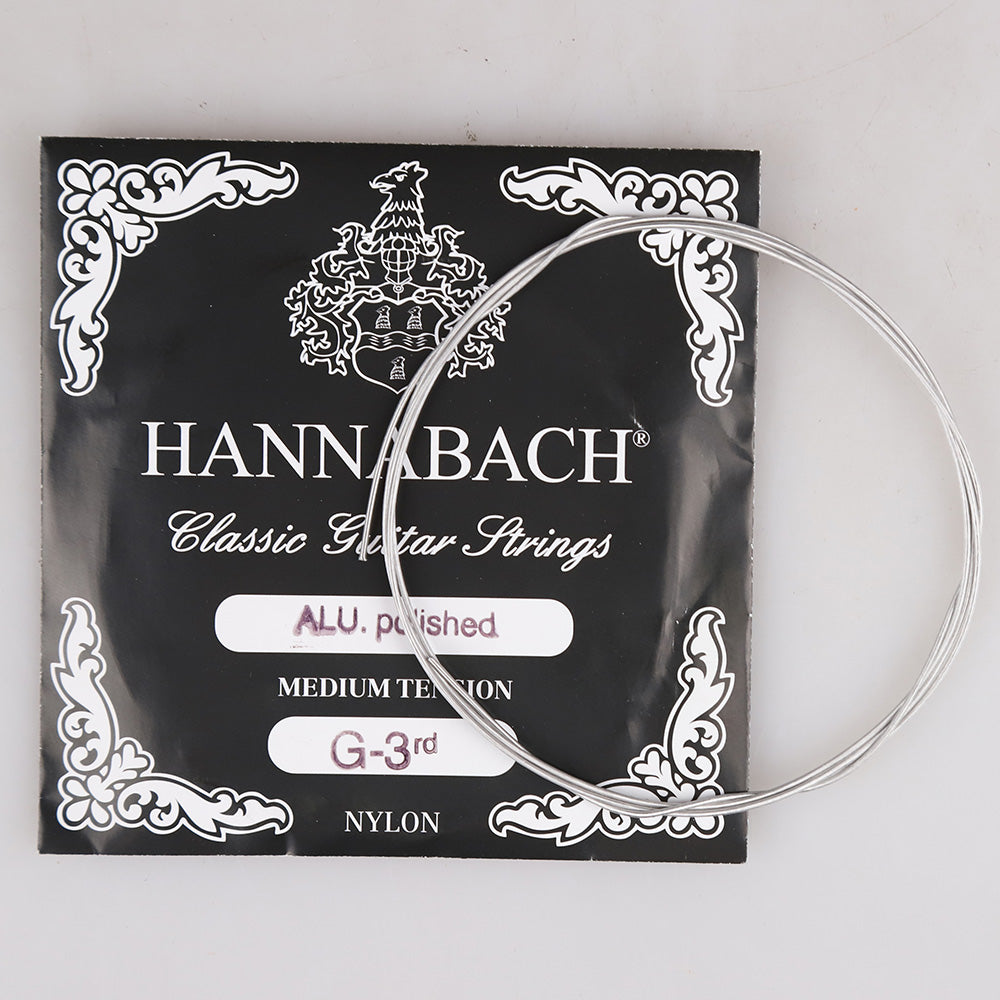 HANNABACH®
Classic Guitar Strings
ALU. polished
MEDIUM TENSION
G-3rd
NYLON